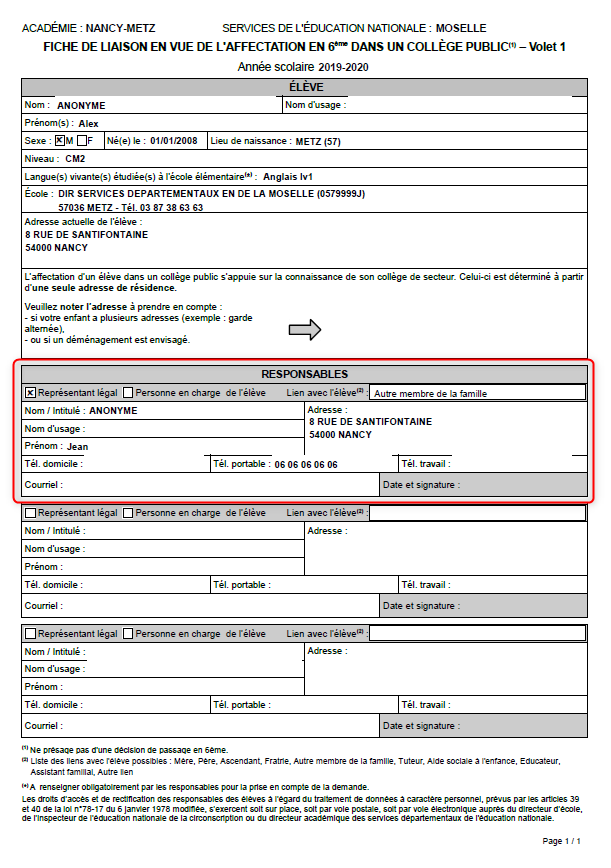 ACADÉMIE : NANCY-METZ SERVICES DE L'ÉDUCATION NATIONALE : MOSELLE
FICHE DE LIAISON EN VUE DE L'AFFECTATION EN 6ème DANS UN COLLÈGE PUBLIC(1) – Volet 1
Année scolaire 2019-2020
ÉLÈVE
Nom : ANONYME Nom d'usage :
Prénom(s) : Alex
Sexe : x M F Né(e) le : 01/01/2008 Lieu de naissance : METZ (57)
Niveau : CM2
Langue(s) vivante(s) étudiée(s) à l'école élémentaire(*) : Anglais lv1
École : DIR SERVICES DEPARTEMENTAUX EN DE LA MOSELLE (0579999J)
57036 METZ - Tél. 03 87 38 63 63
Adresse actuelle de l'élève :
8 RUE DE SANTIFONTAINE
54000 NANCY
L'affectation d'un élève dans un collège public s'appuie sur la connaissance de son collège de secteur. Celui-ci est déterminé à partir
d'une seule adresse de résidence.
Veuillez noter l'adresse à prendre en compte :
- si votre enfant a plusieurs adresses (exemple : garde
alternée),
- ou si un déménagement est envisagé.
RESPONSABLES
x Représentant légal Personne en charge de l'élève Lien avec l'élève(2) : Autre membre de la famille
Nom / Intitulé : ANONYME Adresse :
8 RUE DE SANTIFONTAINE
Nom d'usage : 54000 NANCY
Prénom : Jean
Tél. domicile : Tél. portable : 06 06 06 06 06 Tél. travail :
Courriel : Date et signature :
Représentant légal Personne en charge de l'élève Lien avec l'élève(2) :
Nom / Intitulé : Adresse :
Nom d'usage :
Prénom :
Tél. domicile : Tél. portable : Tél. travail :
Courriel : Date et signature :
Représentant légal Personne en charge de l'élève Lien avec l'élève(2) :
Nom / Intitulé : Adresse :
Nom d'usage :
Prénom :
Tél. domicile : Tél. portable : Tél. travail :
Courriel : Date et signature :
(1) Ne présage pas d'une décision de passage en 6ème.
(2) Liste des liens avec l'élève possibles : Mère, Père, Ascendant, Fratrie, Autre membre de la famille, Tuteur, Aide sociale à l'enfance, Educateur,
Assistant familial, Autre lien
(*) A renseigner obligatoirement par les responsables pour la prise en compte de la demande.
Les droits d'accès et de rectification des responsables des élèves à l'égard du traitement de données à caractère personnel, prévus par les articles 39
et 40 de la loi n°78-17 du 6 janvier 1978 modifiée, s'exercent soit sur place, soit par voie postale, soit par voie électronique auprès du directeur d'école,
de l'inspecteur de l'éducation nationale de la circonscription ou du directeur académique des services départementaux de l'éducation nationale.
Page 1 / 1